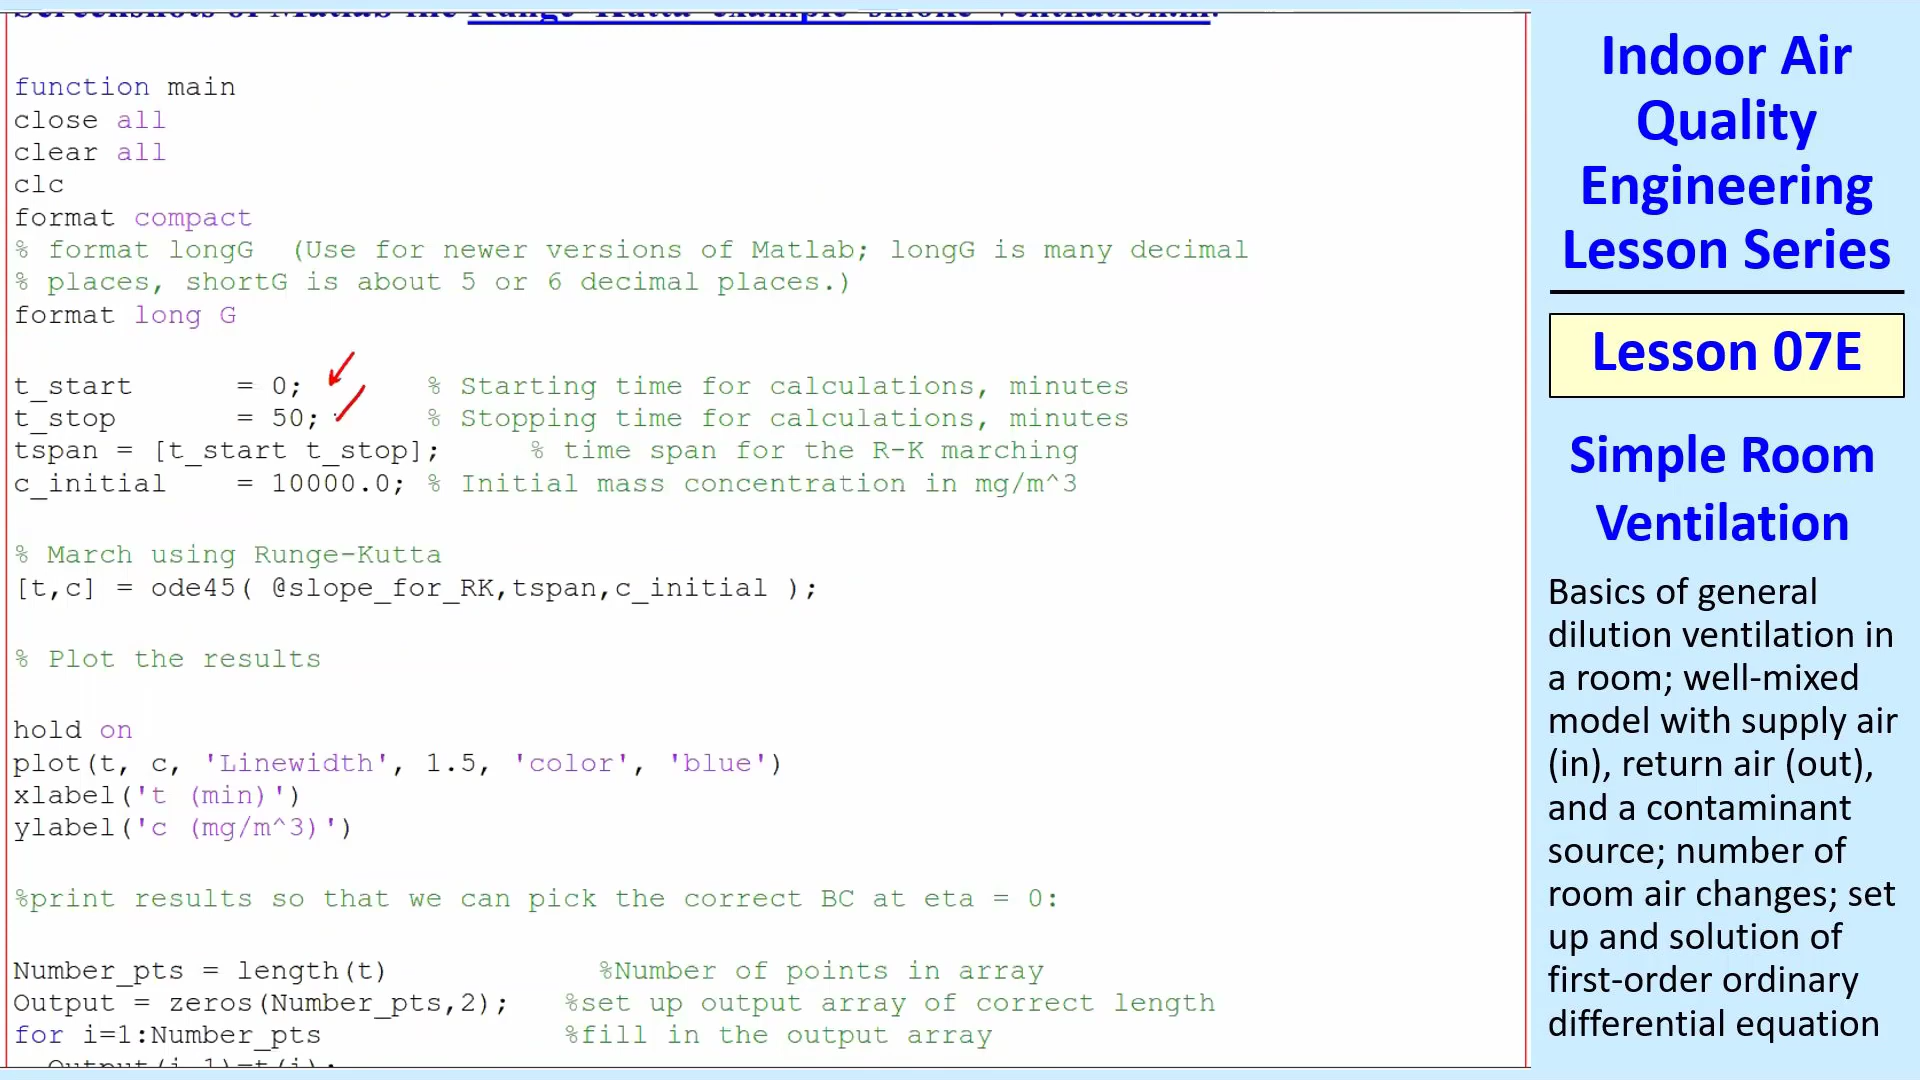 Screenshots of Matlab file Runge_Kutta_example_smoke_ventilation.m:
function main
close all
clear all
clc
format compact
% format longG  (Use for newer versions of Matlab; longG is many decimal
% places, shortG is about 5 or 6 decimal places.)
format long G
t_start = 0; % Starting time for calculations, minutes
t_stop = 50; % Stopping time for calculations, minutes
tspan = [t_start t_stop]; % time span for the R-K marching
c_initial = 10000.0; % Initial mass concentration in mg/m^3
% March using Runge-Kutta
[t,c] = ode45( @slope_for_RK,tspan,c_initial );
% Plot the results
hold on
plot(t, c, 'Linewidth', 1.5, 'color', 'blue')
xlabel('t (min)')
ylabel('c (mg/m^3)')
%print results so that we can pick the correct BC at eta = 0:
Number_pts = length(t) %Number of points in array
Output = zeros(Number_pts,2); %set up output array of correct length
for i=1:Number_pts %fill in the output array
Output(i,1)=t(i);
Indoor Air
Quality
Engineering
Lesson Series
Lesson 07E
Simple Room
Ventilation
Basics of general
dilution ventilation in
a room; well-mixed
model with supply air
(in), return air (out),
and a contaminant
source; number of
room air changes; set
up and solution of
first-order ordinary
differential equation